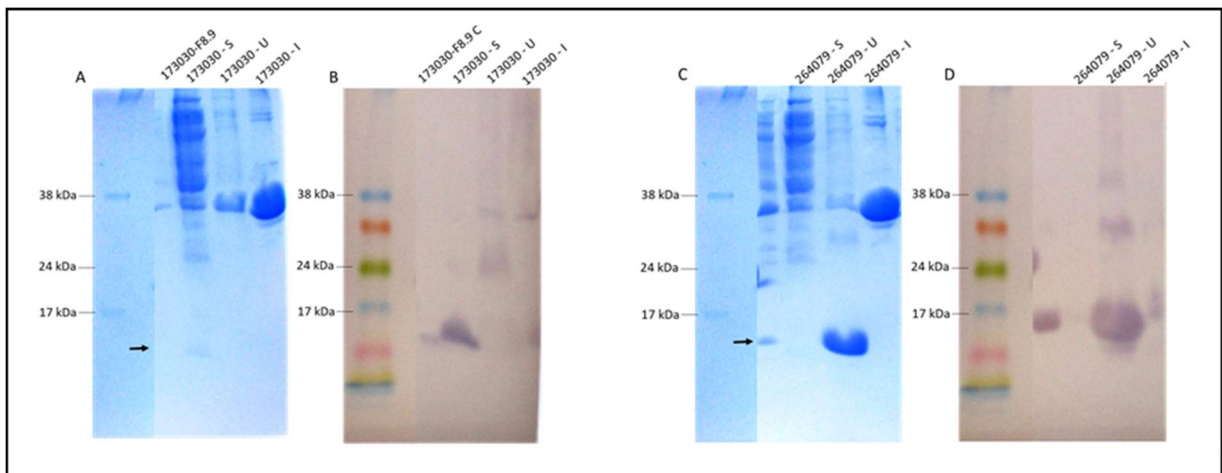 A
173030-F8.9
173030 - S
173030 - U
173030 - I
38 kDa
24 kDa
17 kDa
B
173030-F8.9 C
173030 - S
173030 - U
173030 - I
38 kDa
24 kDa
17 kDa
C
264079 - S
264079 - U
264079 - I
38 kDa
24 kDa
17 kDa
D
264079 - S
264079 - U
264079 - I
38 kDa
24 kDa
17 kDa